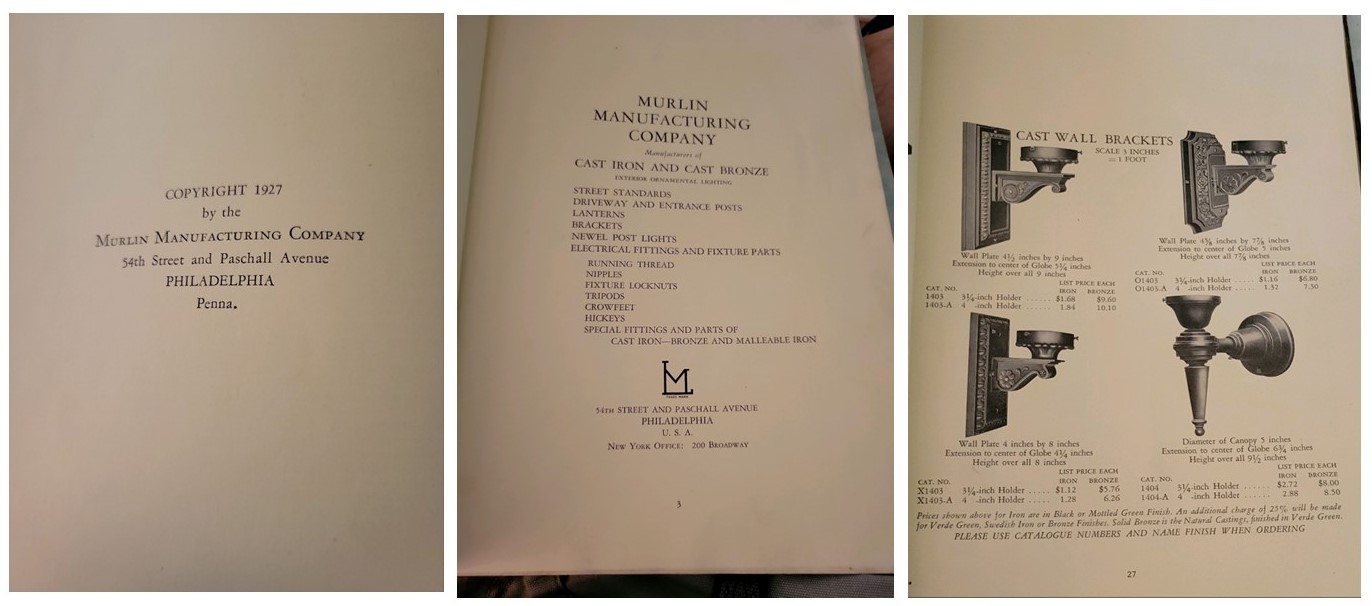 COPYRIGHT 1927
by the
MURLIN MANUFACTURING COMPANY
54th Street and Paschall Avenue
PHILADELPHIA
Penna.
MURLIN
MANUFACTURING
COMPANY
Manufacturers of
CAST IRON AND CAST BRONZE
EXTERIOR ORNAMENTAL LIGHTING
STREET STANDARDS
DRIVEWAY AND ENTRANCE POSTS
LANTERNS
BRACKETS
NEWEL POST LIGHTS
ELECTRICAL FITTINGS AND FIXTURE PARTS
RUNNING THREAD
NIPPLES
FIXTURE LOCKNUTS
TRIPODS
CROWFEET
HICKEYS
SPECIAL FITTINGS AND PARTS OF
CAST IRON—BRONZE AND MALLEABLE IRON
LM
TRADE MARK
54TH STREET AND PASCHALL AVENUE
PHILADELPHIA
U. S. A.
NEW YORK OFFICE: 200 BROADWAY
3
CAST WALL BRACKETS
SCALE 3 INCHES
= 1 FOOT
Wall Plate 4½ inches by 9 inches
Extension to center of Globe 5¼ inches
Height over all 9 inches
LIST PRICE EACH
CAT. NO. IRON BRONZE
1403 3¼-inch Holder ...... $1.68 $9.60
1403-A 4 -inch Holder ...... 1.84 10.10
Wall Plate 4⅝ inches by 7⅞ inches
Extension to center of Globe 5 inches
Height over all 7⅞ inches
LIST PRICE EACH
CAT. NO. IRON BRONZE
O1403 3¼-inch Holder ..... $1.16 $6.80
O1403-A 4 -inch Holder ..... 1.32 7.50
Wall Plate 4 inches by 8 inches
Extension to center of Globe 4¼ inches
Height over all 8 inches
LIST PRICE EACH
CAT. NO. IRON BRONZE
X1403 3¼-inch Holder ..... $1.12 $5.76
X1403-A 4 -inch Holder ..... 1.28 6.26
Diameter of Canopy 5 inches
Extension to center of Globe 6¾ inches
Height over all 9½ inches
LIST PRICE EACH
CAT. NO. IRON BRONZE
1404 3¼-inch Holder ...... $2.72 $8.00
1404-A 4 -inch Holder ...... 2.88 8.50
Prices shown above for Iron are in Black or Mottled Green Finish. An additional charge of 25% will be made
for Verde Green, Swedish Iron or Bronze Finishes. Solid Bronze is the Natural Castings, finished in Verde Green.
PLEASE USE CATALOGUE NUMBERS AND NAME FINISH WHEN ORDERING
27